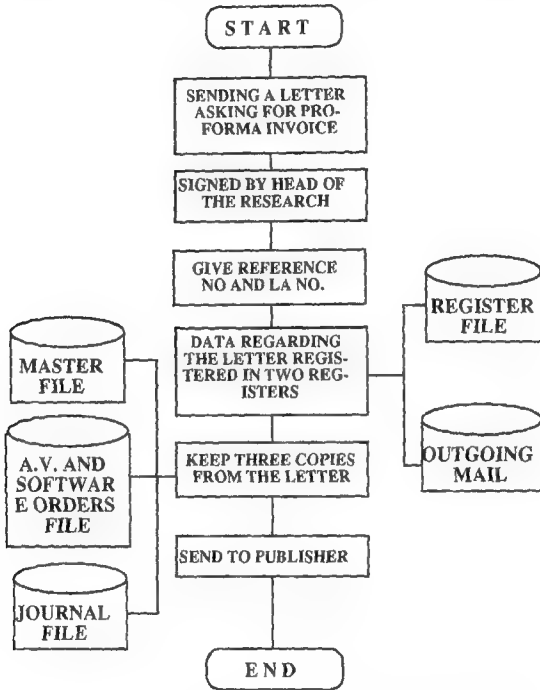 START
SENDING A LETTER
ASKING FOR PRO-
FORMA INVOICE
SIGNED BY HEAD OF
THE RESEARCH
GIVE REFERENCE
NO AND LA NO.
DATA REGARDING
THE LETTER REGIS-
TERED IN TWO REG-
ISTERS
REGISTER
FILE
OUTGOING
MAIL
MASTER
FILE
A.V. AND
SOFTWAR
E ORDERS
FILE
JOURNAL
FILE
KEEP THREE COPIES
FROM THE LETTER
SEND TO PUBLISHER
END